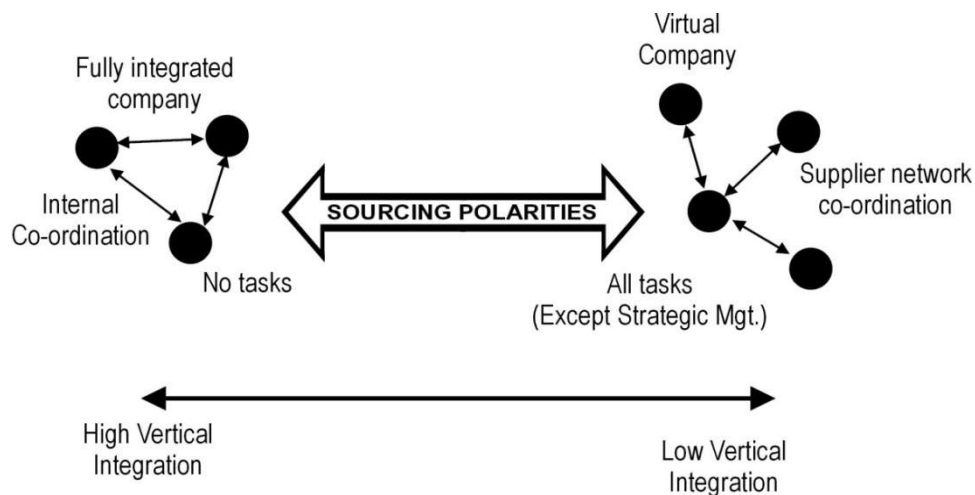 Fully integrated
company
Internal
Co-ordination
No tasks
SOURCING POLARITIES
Virtual
Company
Supplier network
co-ordination
All tasks
(Except Strategic Mgt.)
High Vertical
Integration
Low Vertical
Integration